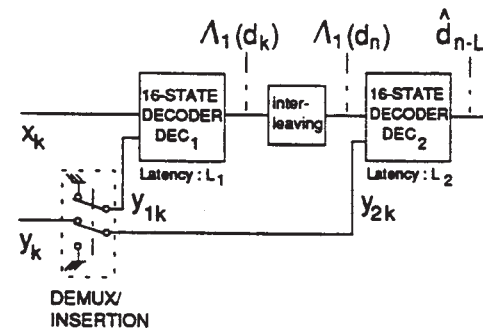 Λ₁(dₖ)
Λ₁(dₙ)
d̂ₙ₋L
16-STATE
DECODER
DEC₁
inter-
leaving
16-STATE
DECODER
DEC₂
xₖ
Latency : L₁
Latency : L₂
y₁ₖ
y₂ₖ
yₖ
DEMUX/
INSERTION